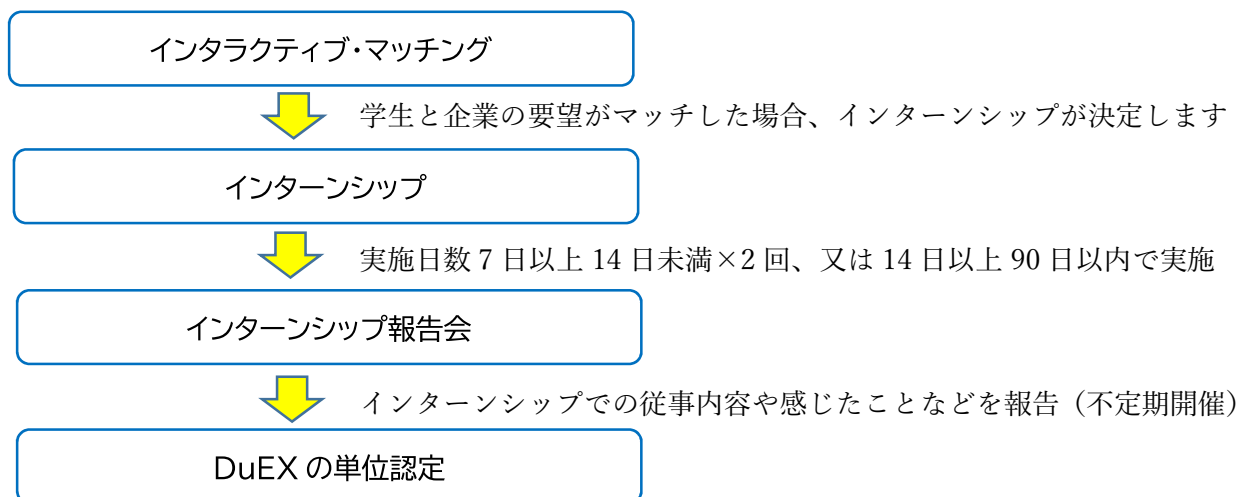 インタラクティブ・マッチング
学生と企業の要望がマッチした場合、インターンシップが決定します
インターンシップ
実施日数 7 日以上 14 日未満×2 回、又は 14 日以上 90 日以内で実施
インターンシップ報告会
インターンシップでの従事内容や感じたことなどを報告（不定期開催）
DuEX の単位認定